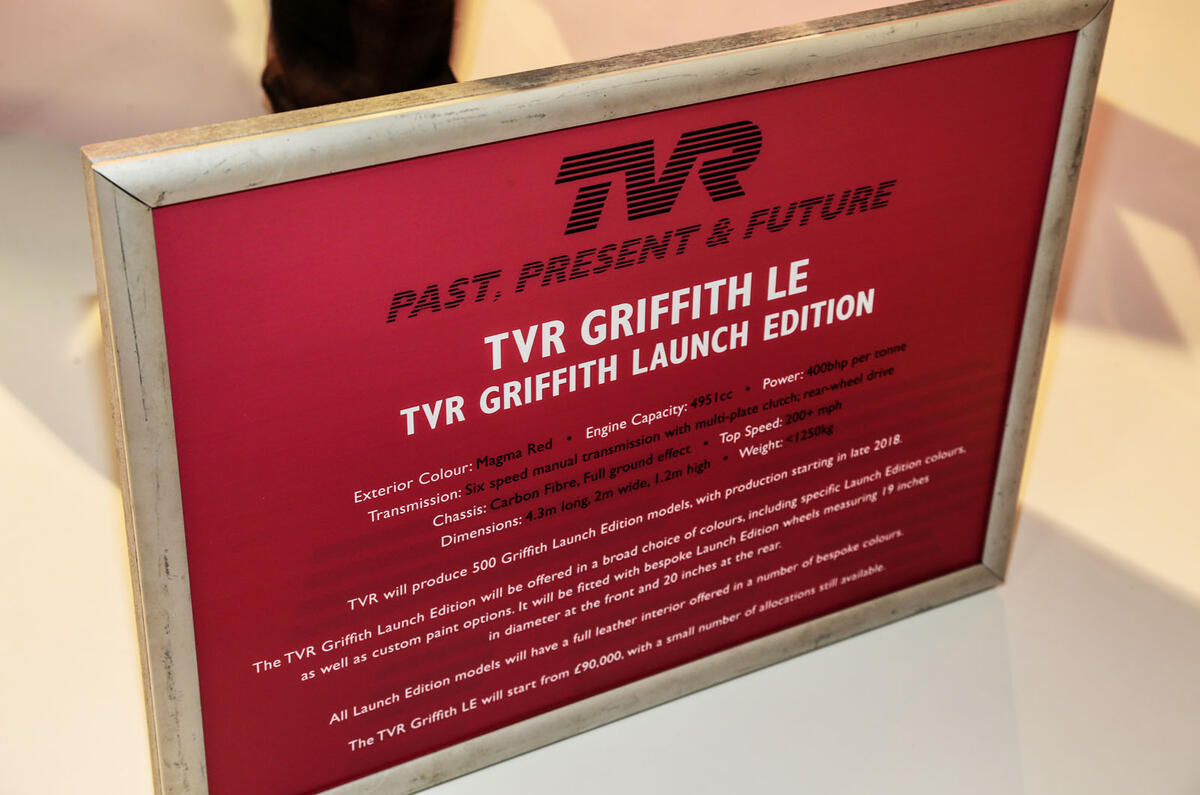 TVR
PAST, PRESENT & FUTURE
TVR GRIFFITH LE
TVR GRIFFITH LAUNCH EDITION
Exterior Colour: Magma Red • Engine Capacity: 4951cc • Power: 400bhp per tonne
Transmission: Six speed manual transmission with multi-plate clutch; rear-wheel drive
Chassis: Carbon Fibre, Full ground effect • Top Speed: 200+ mph
Dimensions: 4.3m long, 2m wide, 1.2m high • Weight: <1250kg
TVR will produce 500 Griffith Launch Edition models, with production starting in late 2018.
The TVR Griffith Launch Edition will be offered in a broad choice of colours, including specific Launch Edition colours,
as well as custom paint options. It will be fitted with bespoke Launch Edition wheels measuring 19 inches
in diameter at the front and 20 inches at the rear.
All Launch Edition models will have a full leather interior offered in a number of bespoke colours.
The TVR Griffith LE will start from £90,000, with a small number of allocations still available.